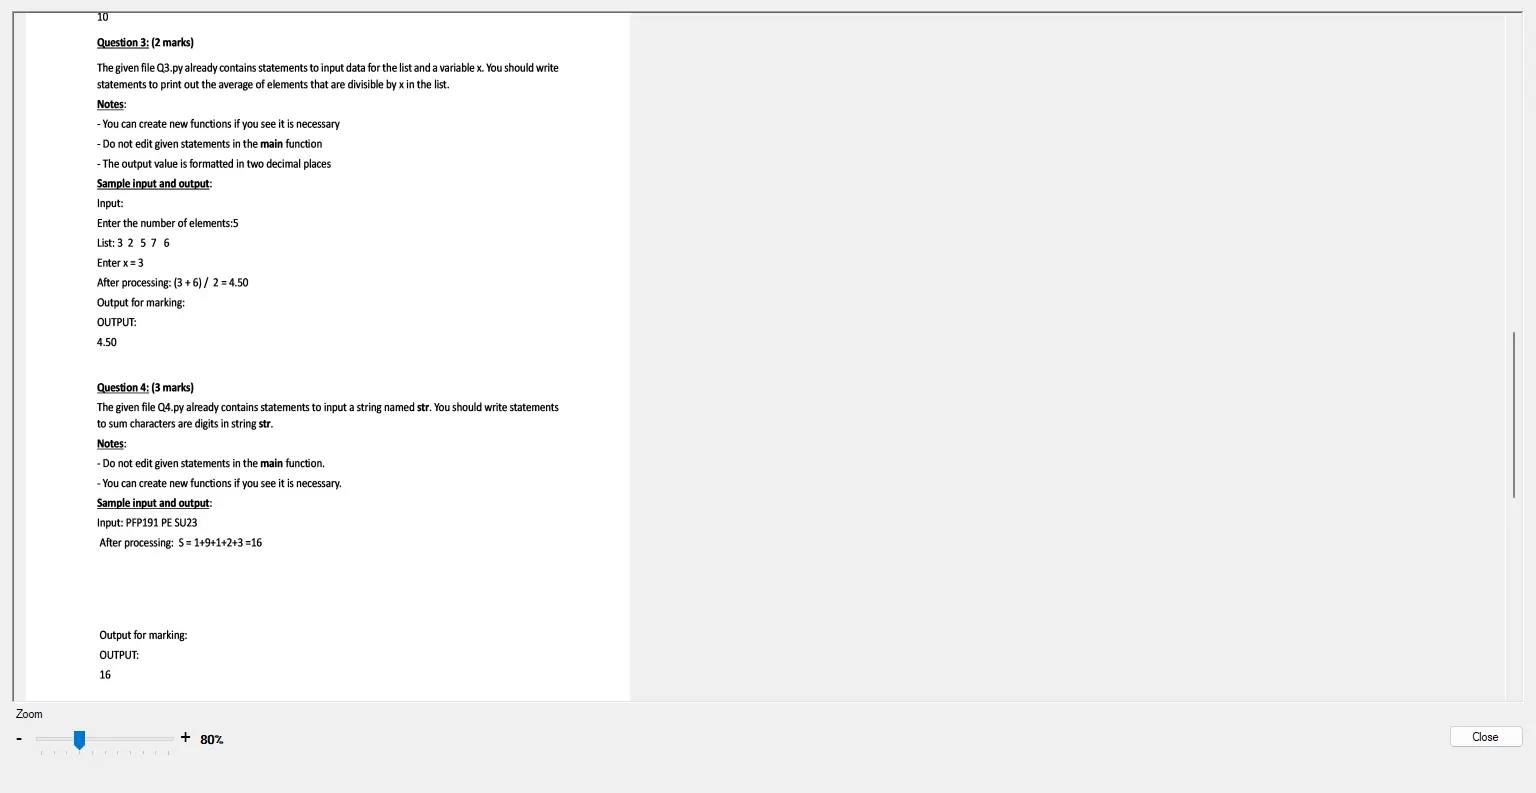 10
Question 3: (2 marks)
The given file Q3.py already contains statements to input data for the list and a variable x. You should write
statements to print out the average of elements that are divisible by x in the list.
Notes:
- You can create new functions if you see it is necessary
- Do not edit given statements in the main function
- The output value is formatted in two decimal places
Sample input and output:
Input:
Enter the number of elements:5
List: 3 2 5 7 6
Enter x = 3
After processing: (3 + 6) / 2 = 4.50
Output for marking:
OUTPUT:
4.50
Question 4: (3 marks)
The given file Q4.py already contains statements to input a string named str. You should write statements
to sum characters are digits in string str.
Notes:
- Do not edit given statements in the main function.
- You can create new functions if you see it is necessary.
Sample input and output:
Input: PFP191 PE SU23
After processing: S = 1+9+1+2+3 =16
Output for marking:
OUTPUT:
16
Zoom
- + 80%
Close